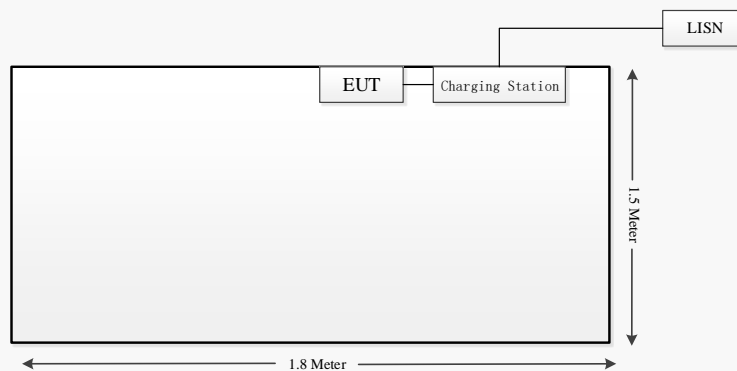 LISN
EUT
Charging Station
1.5 Meter
1.8 Meter